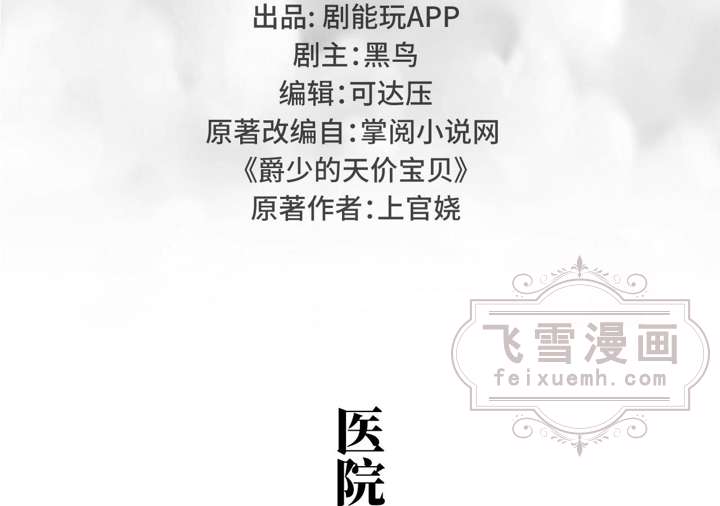 出品: 剧能玩APP
剧主:黑鸟
编辑:可达压
原著改编自:掌阅小说网
《爵少的天价宝贝》
原著作者:上官娆
飞雪漫画
feixuemh.com
医院